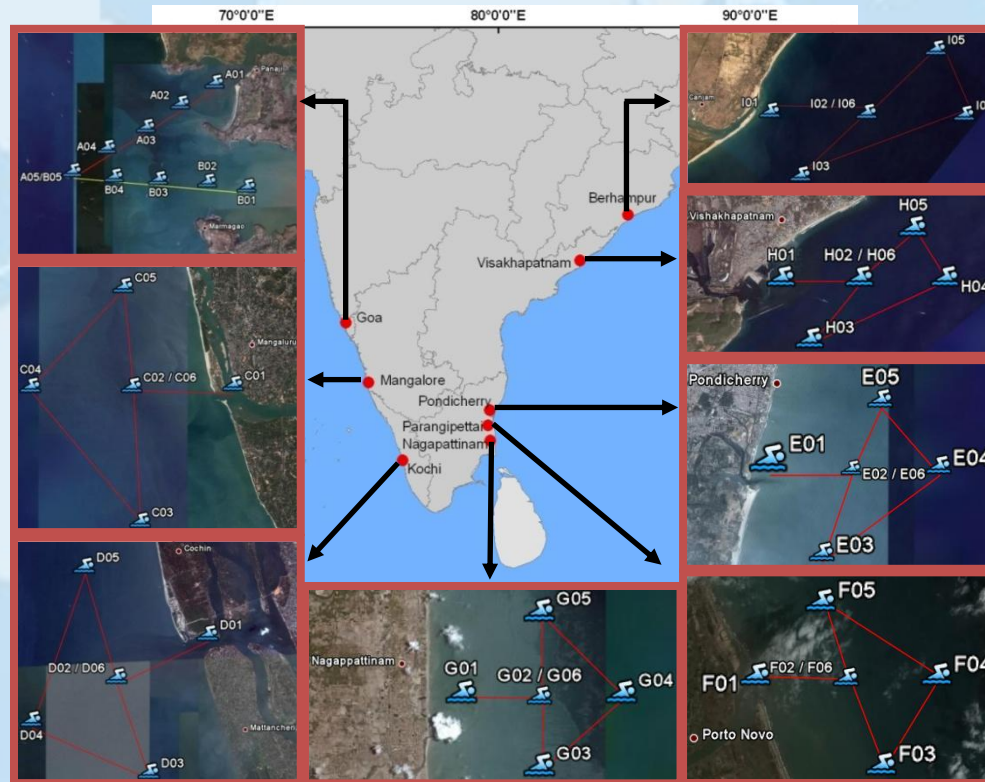 70°0'0"E
80°0'0"E
90°0'0"E
A01
Panaji
A02
A03
A04
A05/B05
B04
B03
B02
B01
Marmagao
C05
Mangaluru
C04
C02 / C06
C01
C03
D05
Cochin
D01
D02 / D06
D04
D03
Berhampur
Visakhapatnam
Goa
Mangalore
Pondicherry
Parangipettai
Nagapattinam
Kochi
Nagappattinam
G05
G01
G02 / G06
G04
G03
I05
Ganjam
I01
I02 / I06
I03
Vishakhapatnam
H05
H01
H02 / H06
H04
H03
Pondicherry
E05
E01
E04
E02 / E06
E03
F05
F01
F02 / F06
F04
Porto Novo
F03